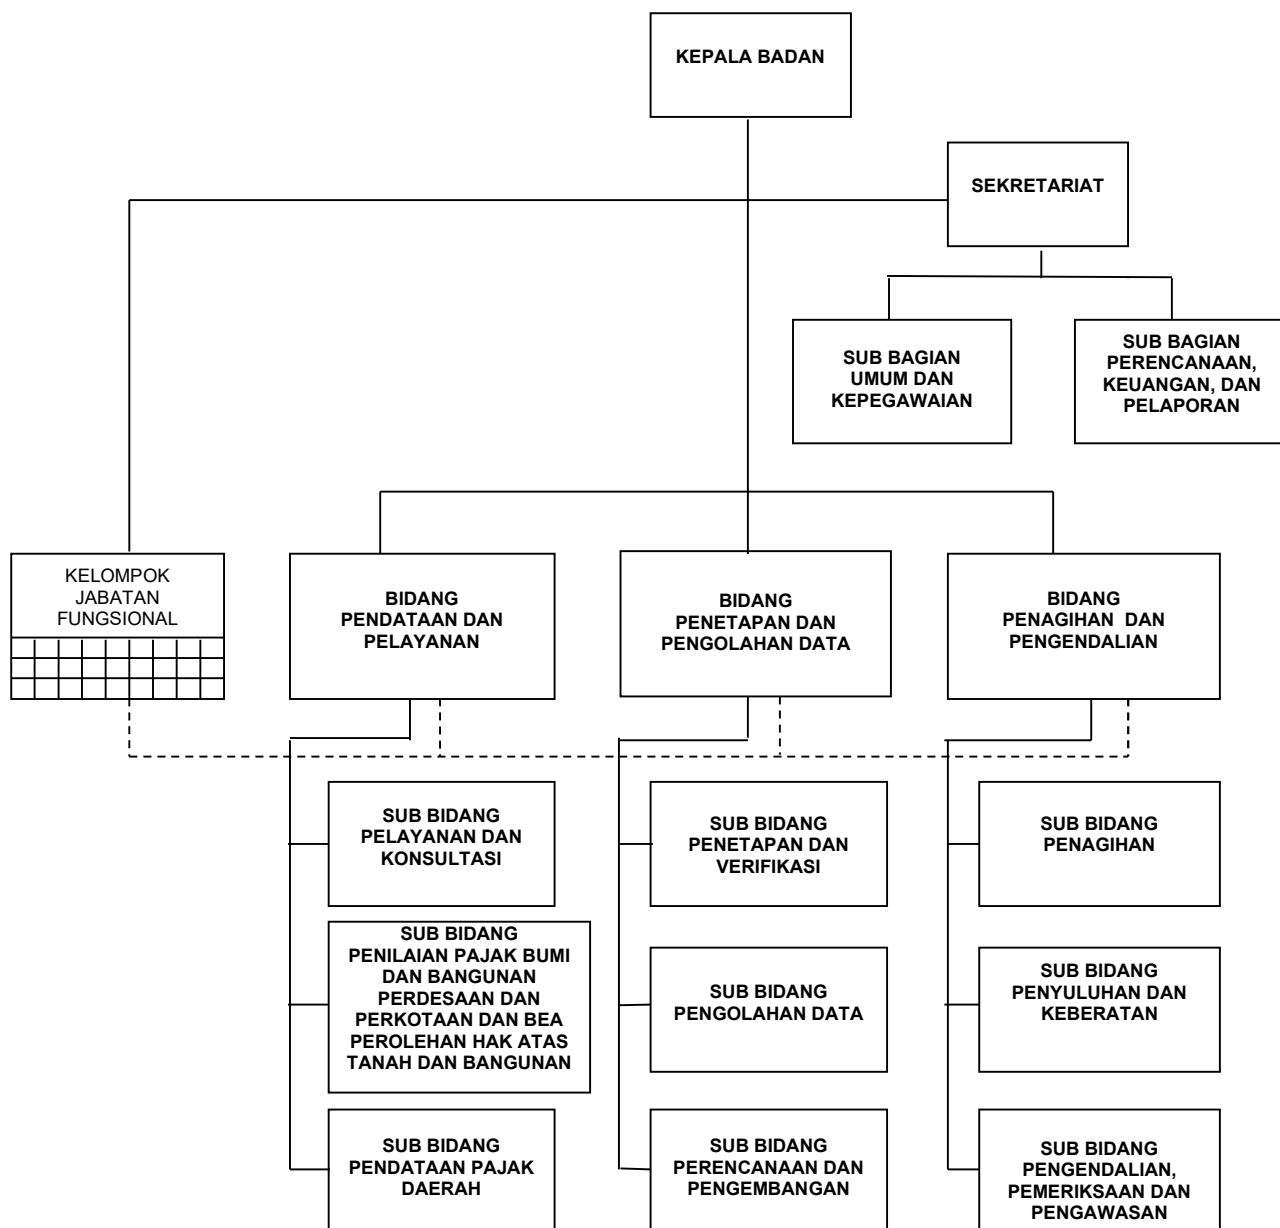 KEPALA BADAN
SEKRETARIAT
SUB BAGIAN
UMUM DAN
KEPEGAWAIAN
SUB BAGIAN
PERENCANAAN,
KEUANGAN, DAN
PELAPORAN
KELOMPOK
JABATAN
FUNGSIONAL
BIDANG
PENDATAAN DAN
PELAYANAN
BIDANG
PENETAPAN DAN
PENGOLAHAN DATA
BIDANG
PENAGIHAN DAN
PENGENDALIAN
SUB BIDANG
PELAYANAN DAN
KONSULTASI
SUB BIDANG
PENETAPAN DAN
VERIFIKASI
SUB BIDANG
PENAGIHAN
SUB BIDANG
PENILAIAN PAJAK BUMI
DAN BANGUNAN
PERDESAAN DAN
PERKOTAAN DAN BEA
PEROLEHAN HAK ATAS
TANAH DAN BANGUNAN
SUB BIDANG
PENGOLAHAN DATA
SUB BIDANG
PENYULUHAN DAN
KEBERATAN
SUB BIDANG
PENDATAAN PAJAK
DAERAH
SUB BIDANG
PERENCANAAN DAN
PENGEMBANGAN
SUB BIDANG
PENGENDALIAN,
PEMERIKSAAN DAN
PENGAWASAN